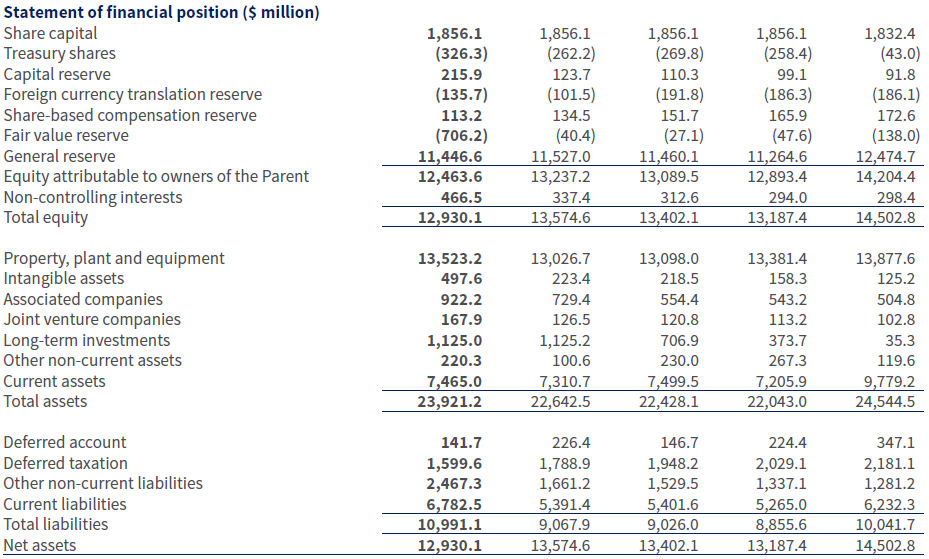 Statement of financial position ($ million)
Share capital 1,856.1 1,856.1 1,856.1 1,856.1 1,832.4
Treasury shares (326.3) (262.2) (269.8) (258.4) (43.0)
Capital reserve 215.9 123.7 110.3 99.1 91.8
Foreign currency translation reserve (135.7) (101.5) (191.8) (186.3) (186.1)
Share-based compensation reserve 113.2 134.5 151.7 165.9 172.6
Fair value reserve (706.2) (40.4) (27.1) (47.6) (138.0)
General reserve 11,446.6 11,527.0 11,460.1 11,264.6 12,474.7
Equity attributable to owners of the Parent 12,463.6 13,237.2 13,089.5 12,893.4 14,204.4
Non-controlling interests 466.5 337.4 312.6 294.0 298.4
Total equity 12,930.1 13,574.6 13,402.1 13,187.4 14,502.8
Property, plant and equipment 13,523.2 13,026.7 13,098.0 13,381.4 13,877.6
Intangible assets 497.6 223.4 218.5 158.3 125.2
Associated companies 922.2 729.4 554.4 543.2 504.8
Joint venture companies 167.9 126.5 120.8 113.2 102.8
Long-term investments 1,125.0 1,125.2 706.9 373.7 35.3
Other non-current assets 220.3 100.6 230.0 267.3 119.6
Current assets 7,465.0 7,310.7 7,499.5 7,205.9 9,779.2
Total assets 23,921.2 22,642.5 22,428.1 22,043.0 24,544.5
Deferred account 141.7 226.4 146.7 224.4 347.1
Deferred taxation 1,599.6 1,788.9 1,948.2 2,029.1 2,181.1
Other non-current liabilities 2,467.3 1,661.2 1,529.5 1,337.1 1,281.2
Current liabilities 6,782.5 5,391.4 5,401.6 5,265.0 6,232.3
Total liabilities 10,991.1 9,067.9 9,026.0 8,855.6 10,041.7
Net assets 12,930.1 13,574.6 13,402.1 13,187.4 14,502.8